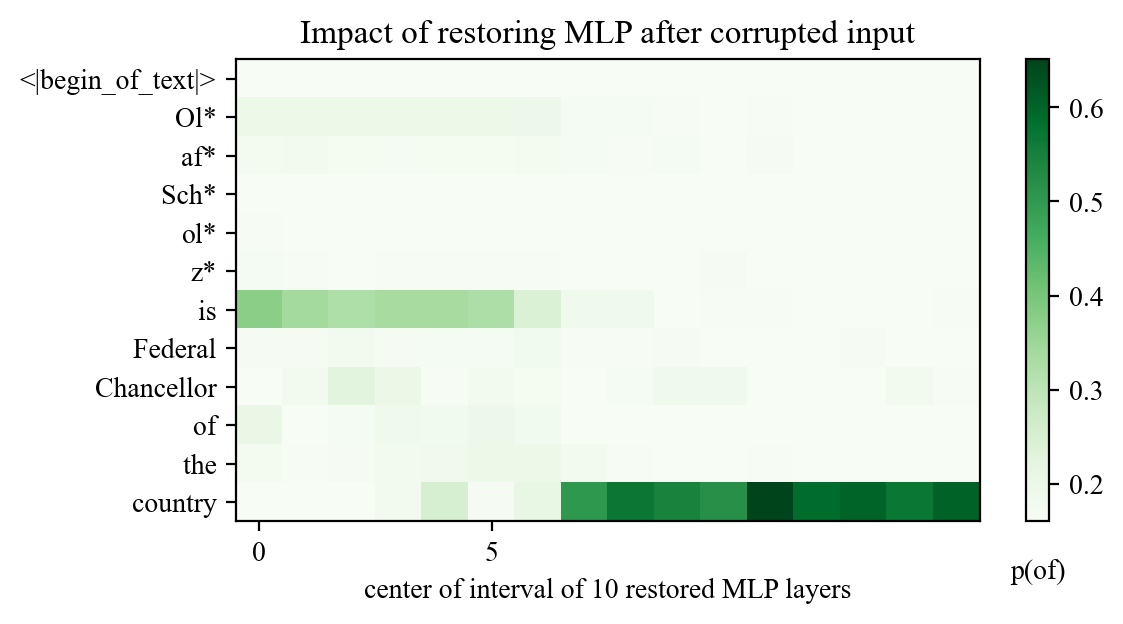 Impact of restoring MLP after corrupted input
<|begin_of_text|>
Ol*
af*
Sch*
ol*
z*
is
Federal
Chancellor
of
the
country
0
5
center of interval of 10 restored MLP layers
0.6
0.5
0.4
0.3
0.2
p(of)